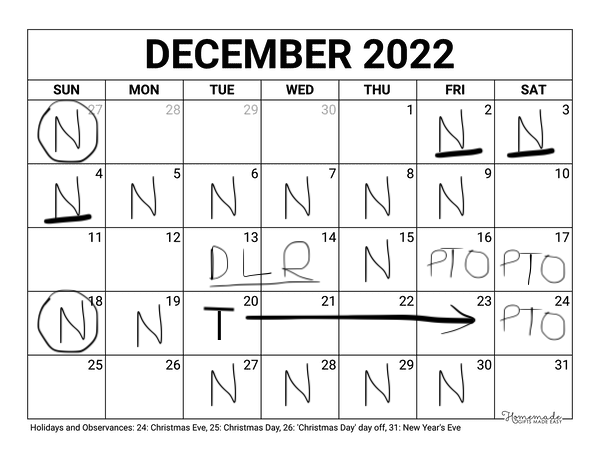 DECEMBER 2022
SUN MON TUE WED THU FRI SAT
27 28 29 30 1 2 3
N N N
4 5 6 7 8 9 10
N N N N N N
11 12 13 14 15 16 17
DLR N PTO PTO
18 19 20 21 22 23 24
N N T PTO
25 26 27 28 29 30 31
N N N N
Homemade
GIFTS MADE EASY
Holidays and Observances: 24: Christmas Eve, 25: Christmas Day, 26: 'Christmas Day' day off, 31: New Year's Eve